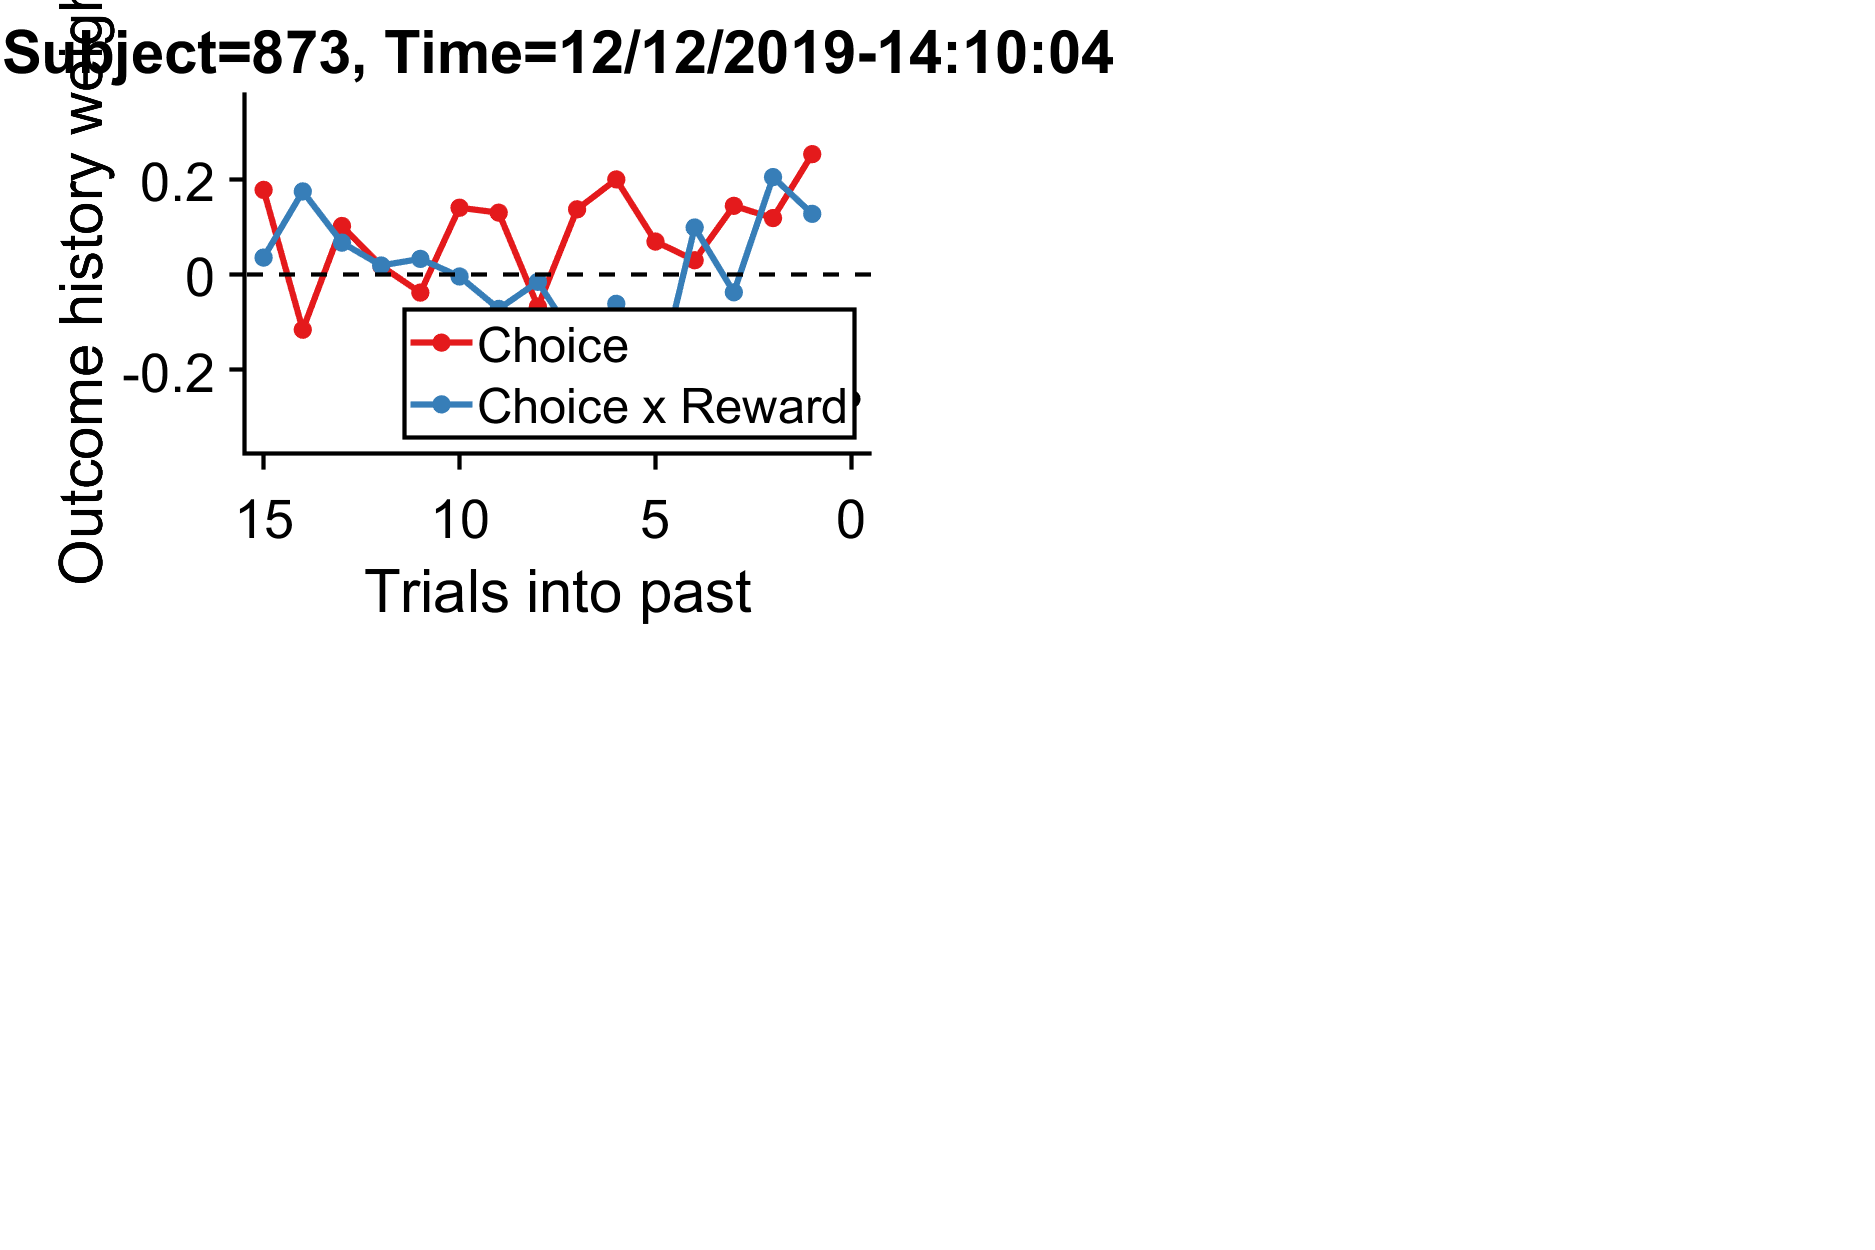 Subject=873, Time=12/12/2019-14:10:04
Outcome history
0.2
0
-0.2
Choice
Choice x Reward
15 10 5 0
Trials into past